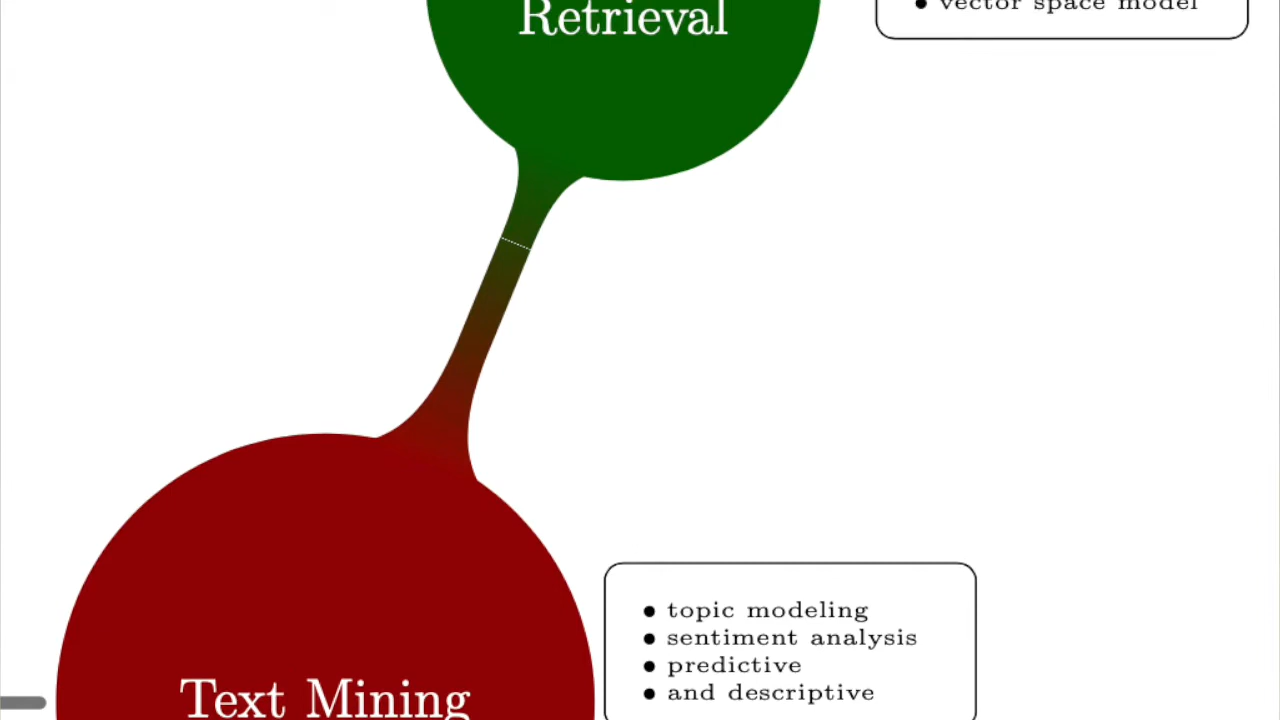 Retrieval
• vector space model
Text Mining
• topic modeling
• sentiment analysis
• predictive
• and descriptive